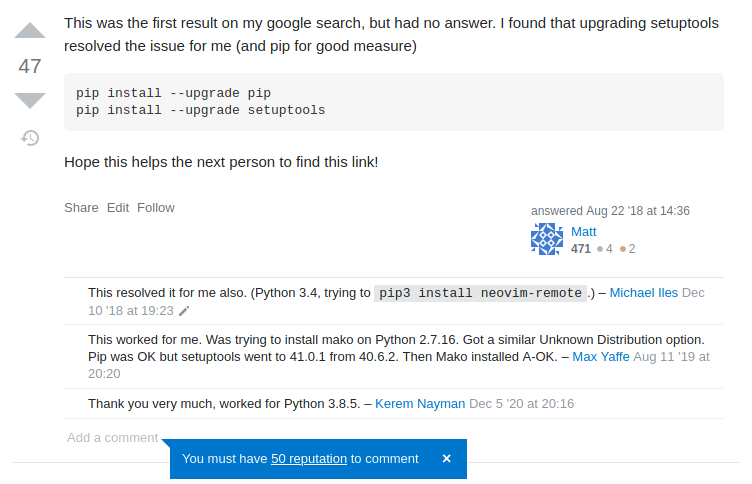 This was the first result on my google search, but had no answer. I found that upgrading setuptools
resolved the issue for me (and pip for good measure)
47
pip install --upgrade pip
pip install --upgrade setuptools
Hope this helps the next person to find this link!
Share Edit Follow
answered Aug 22 '18 at 14:36
Matt
471 ●4 ●2
This resolved it for me also. (Python 3.4, trying to pip3 install neovim-remote .) – Michael Iles Dec
10 '18 at 19:23
This worked for me. Was trying to install mako on Python 2.7.16. Got a similar Unknown Distribution option.
Pip was OK but setuptools went to 41.0.1 from 40.6.2. Then Mako installed A-OK. – Max Yaffe Aug 11 '19 at
20:20
Thank you very much, worked for Python 3.8.5. – Kerem Nayman Dec 5 '20 at 20:16
Add a comment
You must have 50 reputation to comment ×